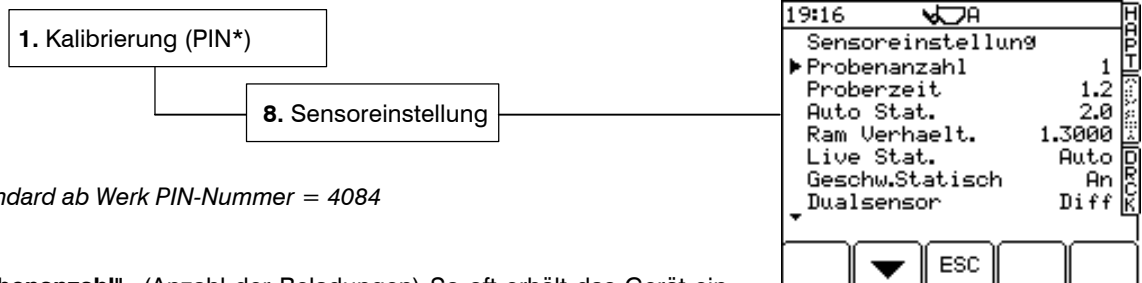 1. Kalibrierung (PIN*)
8. Sensoreinstellung
ndard ab Werk PIN-Nummer = 4084
benanzahl" (Anzahl der Beladungen) So oft erhält das Gerät ein
19:16 A
Sensoreinstellung
Probenanzahl 1
Proberzeit 1.2
Auto Stat. 2.0
Ram Verhaelt. 1.3000
Live Stat. Auto
Geschw.Statisch An
Dualsensor Diff
ESC
HAPT
DRCK